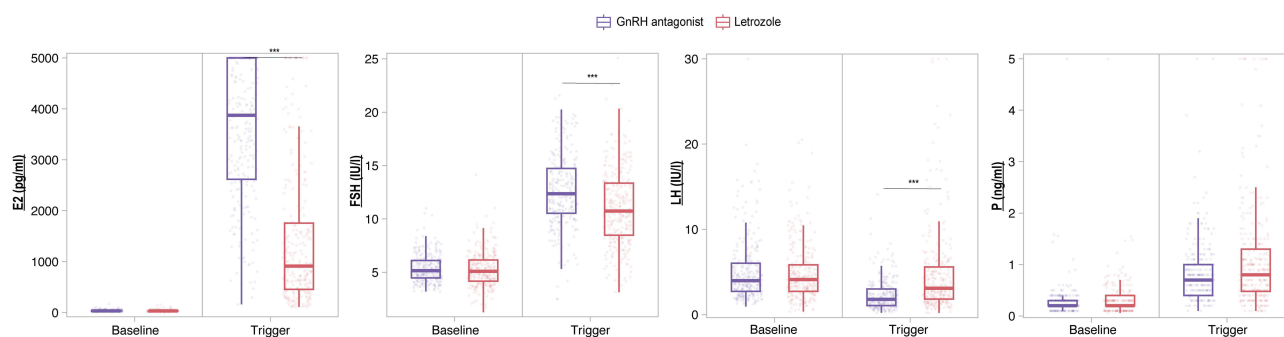 GnRH antagonist Letrozole
E2 (pg/ml)
5000
4000
3000
2000
1000
0
***
Baseline Trigger
FSH (IU/l)
25
20
15
10
5
***
Baseline Trigger
LH (IU/l)
30
20
10
0
***
Baseline Trigger
P (ng/ml)
5
4
3
2
1
0
Baseline Trigger